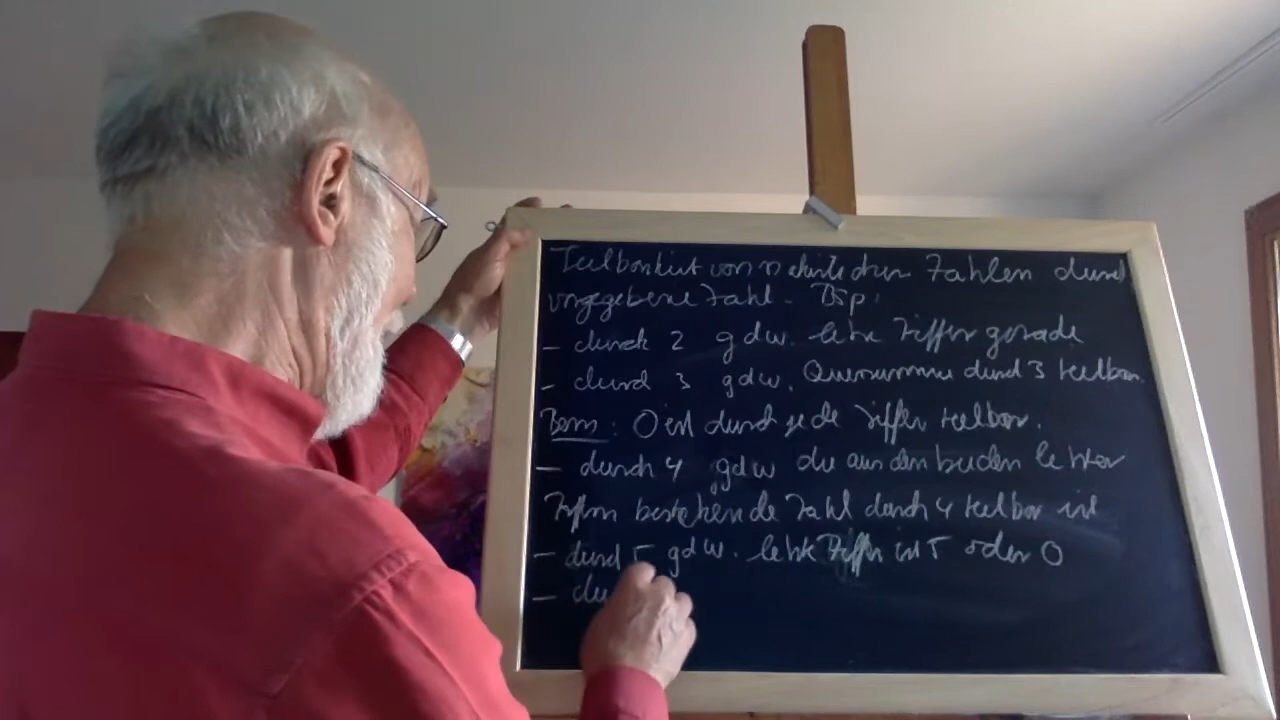 Teilbarkeit von natürlichen Zahlen durch
vorgegebene Zahl. Bsp:
– durch 2 gdw. letzte Ziffer gerade
– durch 3 gdw. Quersumme durch 3 teilbar.
Bem: 0 ist durch jede Ziffer teilbar.
– durch 4 gdw die aus den beiden letzten
Ziffern bestehende Zahl durch 4 teilbar ist
– durch 5 gdw. letzte Ziffer ist 5 oder 0
– du